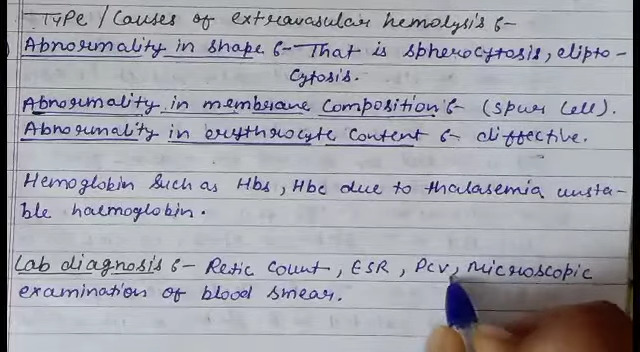 Type / Causes of extravasular hemolysis :-
Abnormality in shape :- That is spherocytosis, elipto-
cytosis.
Abnormality in membrane composition :- (spur cell).
Abnormality in erythrocyte content :- diffective.
Hemoglobin such as Hbs, Hbc due to thalasemia unsta-
ble haemoglobin.
Lab diagnosis :- Retic count, ESR, Pcv, microscopic
examination of blood smear.